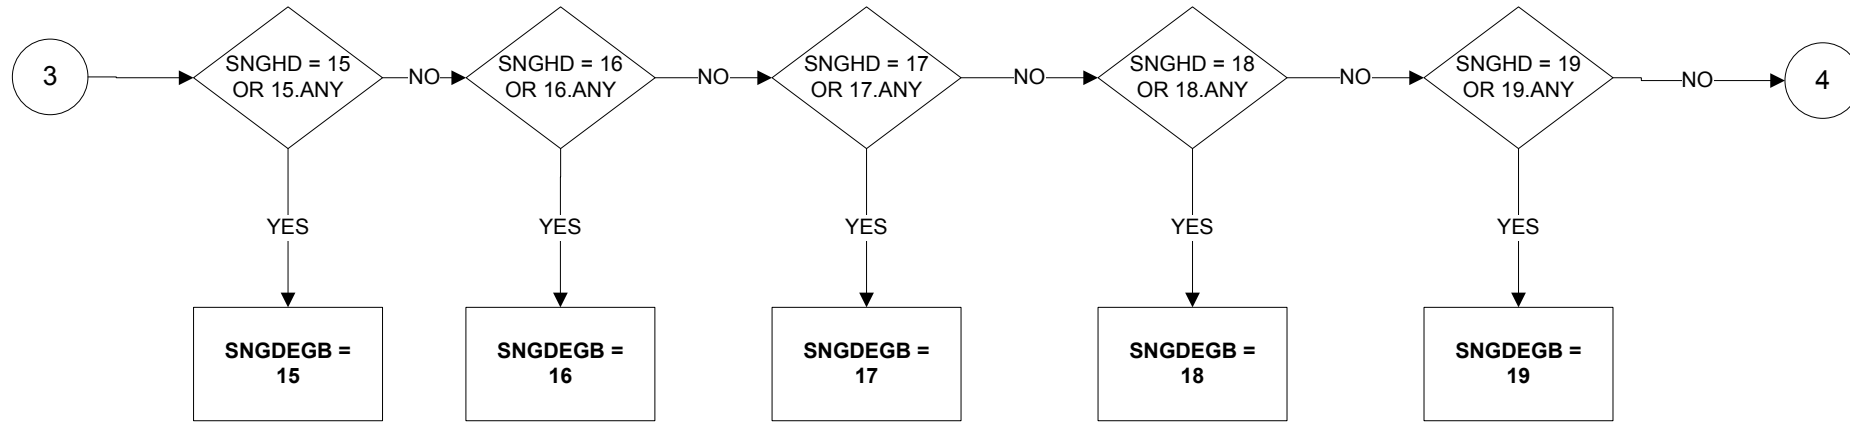 3
SNGHD = 15
OR 15.ANY
NO
SNGHD = 16
OR 16.ANY
NO
SNGHD = 17
OR 17.ANY
NO
SNGHD = 18
OR 18.ANY
NO
SNGHD = 19
OR 19.ANY
NO
4
YES
YES
YES
YES
YES
SNGDEGB =
15
SNGDEGB =
16
SNGDEGB =
17
SNGDEGB =
18
SNGDEGB =
19